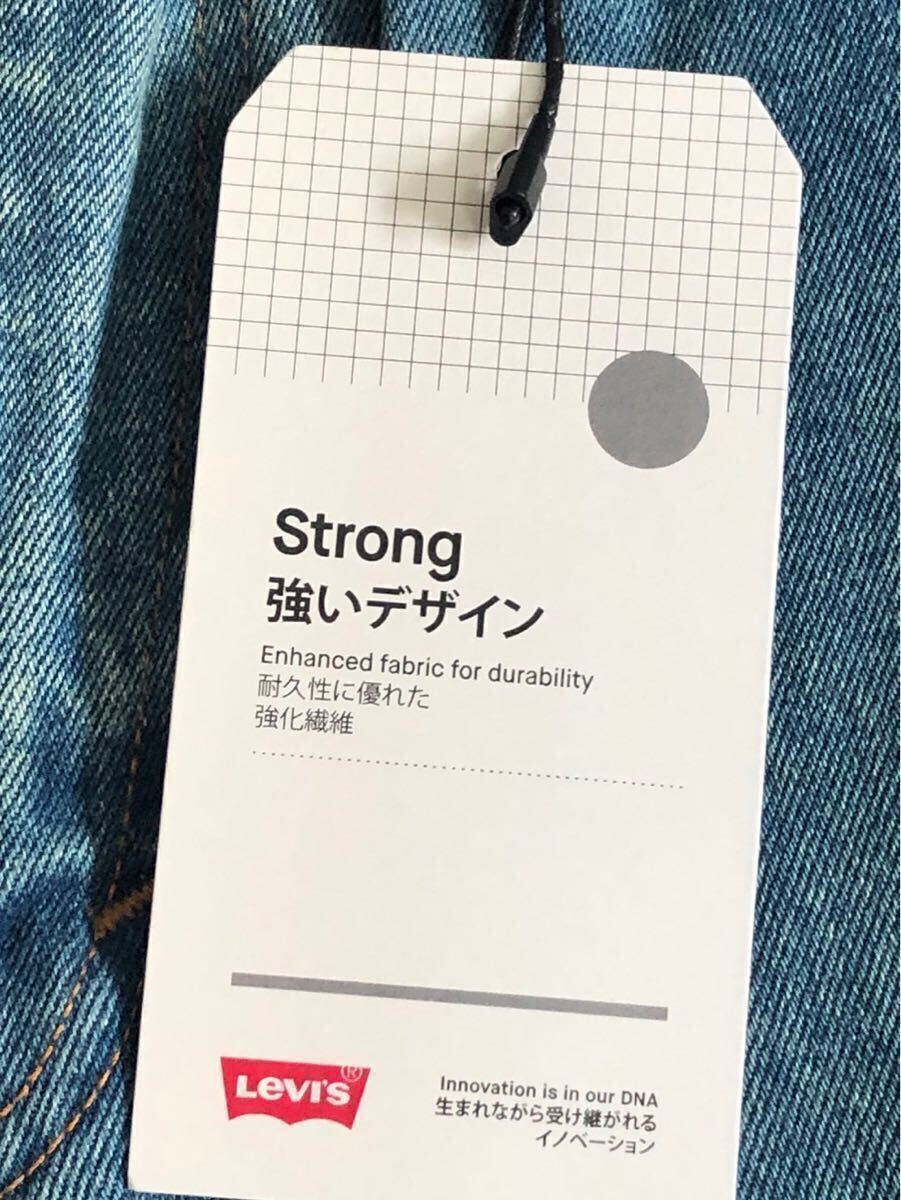 Strong
強いデザイン
Enhanced fabric for durability
耐久性に優れた
強化繊維
LEVI'S®
Innovation is in our DNA
生まれながら受け継がれる
イノベーション